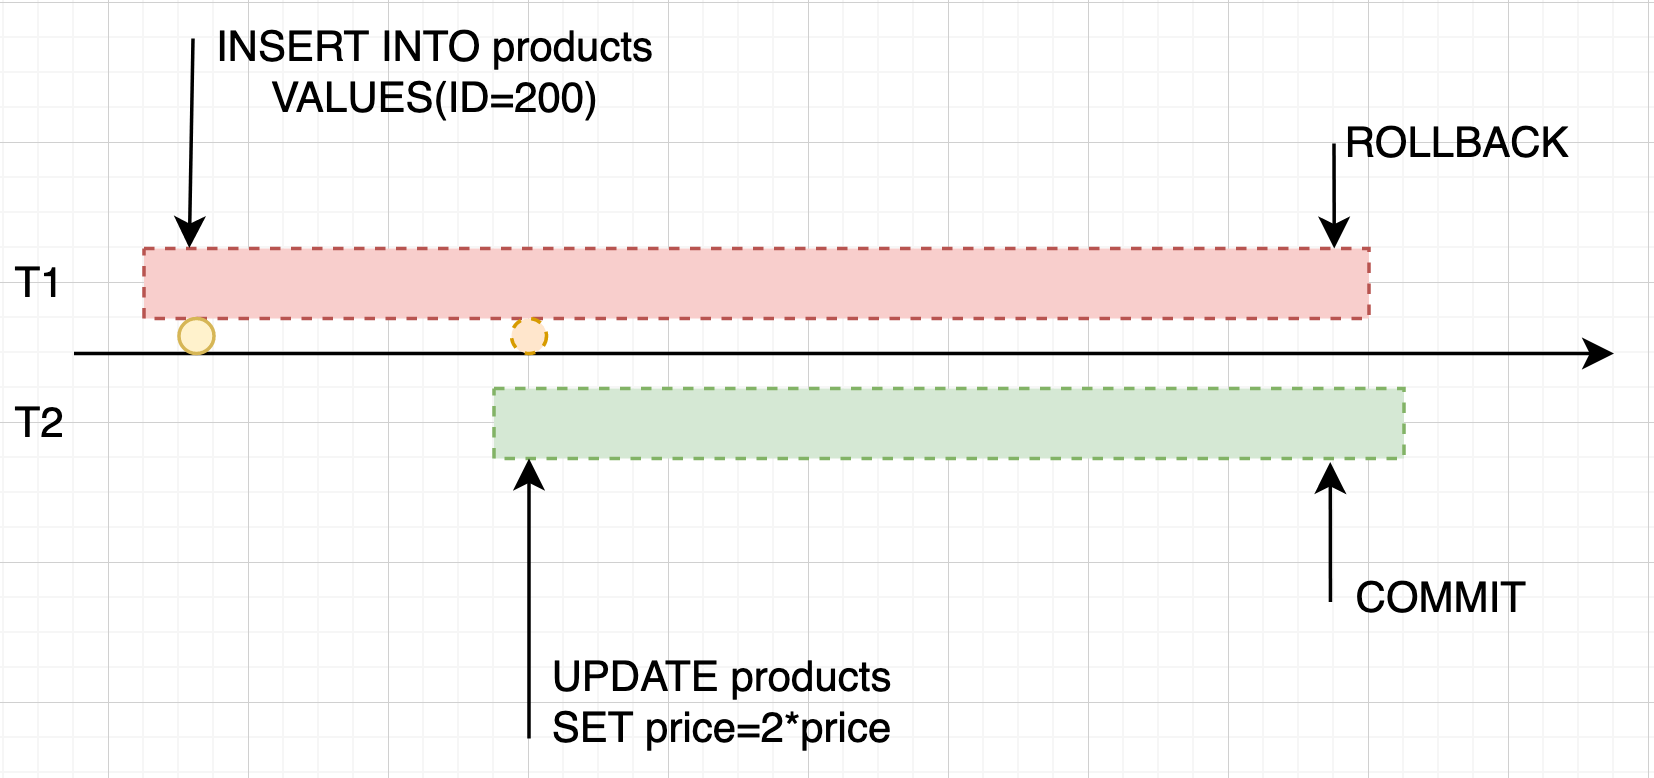 INSERT INTO products
VALUES(ID=200)
ROLLBACK
T1
T2
COMMIT
UPDATE products
SET price=2*price